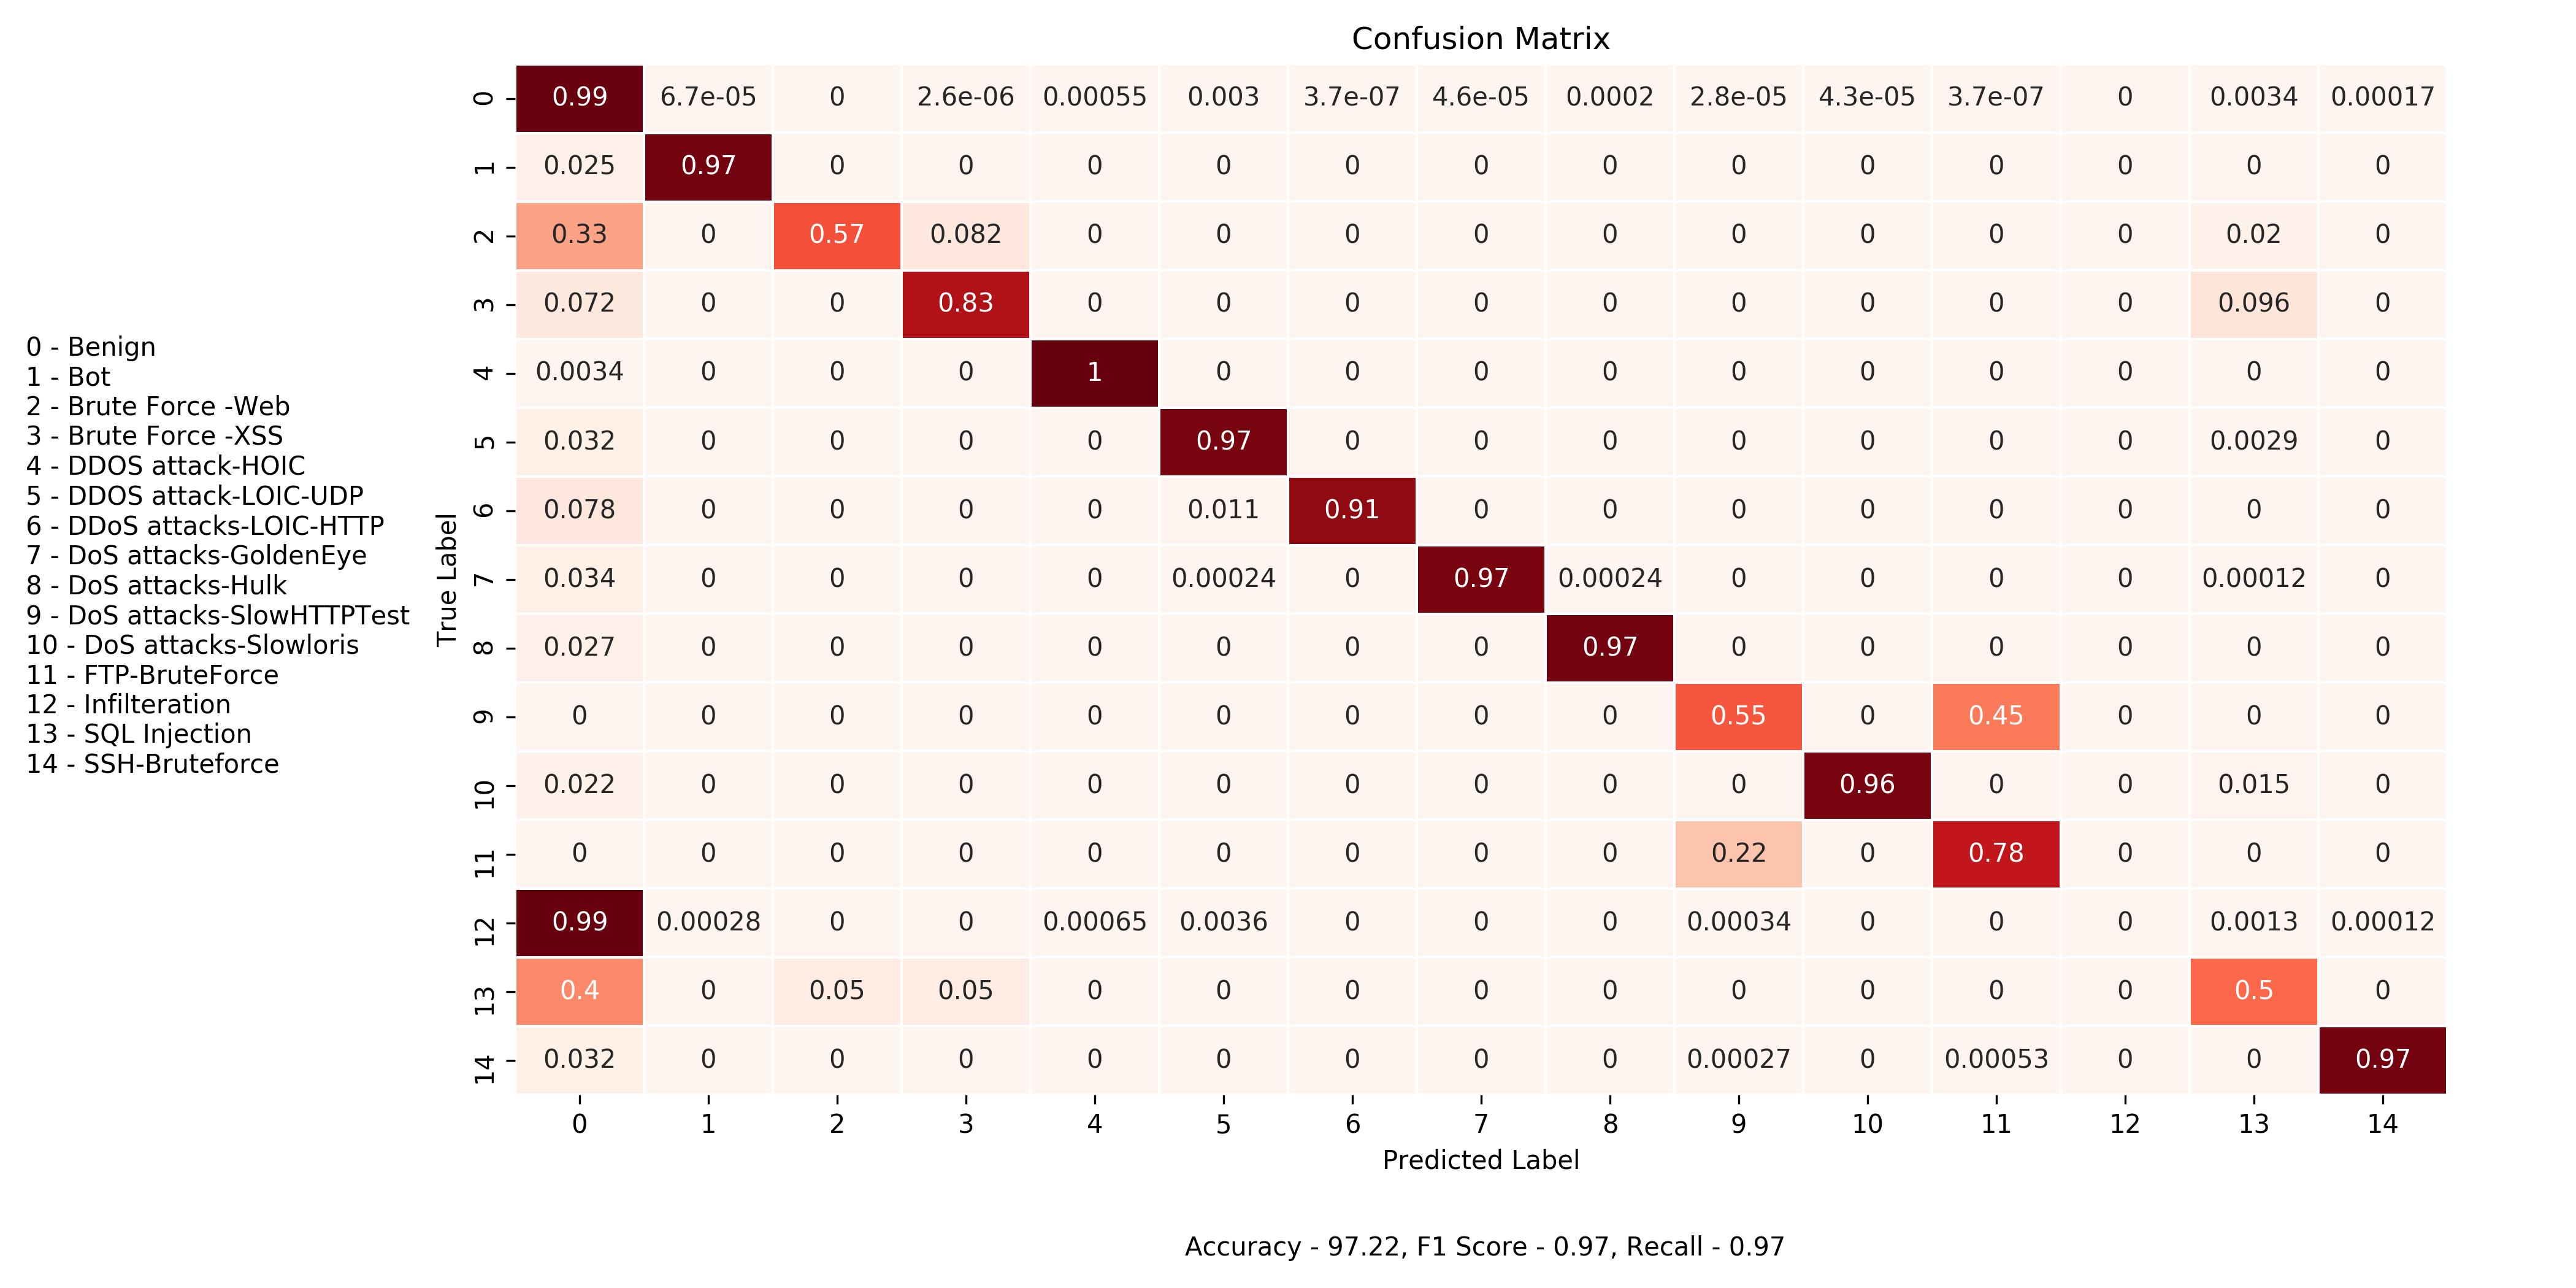 Confusion Matrix
0 0.99 6.7e-05 0 2.6e-06 0.00055 0.003 3.7e-07 4.6e-05 0.0002 2.8e-05 4.3e-05 3.7e-07 0 0.0034 0.00017
1 0.025 0.97 0 0 0 0 0 0 0 0 0 0 0 0 0
2 0.33 0 0.57 0.082 0 0 0 0 0 0 0 0 0 0.02 0
3 0.072 0 0 0.83 0 0 0 0 0 0 0 0 0 0.096 0
4 0.0034 0 0 0 1 0 0 0 0 0 0 0 0 0 0
5 0.032 0 0 0 0 0.97 0 0 0 0 0 0 0 0.0029 0
6 0.078 0 0 0 0 0.011 0.91 0 0 0 0 0 0 0 0
7 0.034 0 0 0 0 0.00024 0 0.97 0.00024 0 0 0 0 0.00012 0
8 0.027 0 0 0 0 0 0 0 0.97 0 0 0 0 0 0
9 0 0 0 0 0 0 0 0 0 0.55 0 0.45 0 0 0
10 0.022 0 0 0 0 0 0 0 0 0 0.96 0 0 0.015 0
11 0 0 0 0 0 0 0 0 0 0.22 0 0.78 0 0 0
12 0.99 0.00028 0 0 0.00065 0.0036 0 0 0 0.00034 0 0 0 0.0013 0.00012
13 0.4 0 0.05 0.05 0 0 0 0 0 0 0 0 0 0.5 0
14 0.032 0 0 0 0 0 0 0 0 0.00027 0 0.00053 0 0 0.97
0 1 2 3 4 5 6 7 8 9 10 11 12 13 14
Predicted Label
True Label
0 - Benign
1 - Bot
2 - Brute Force -Web
3 - Brute Force -XSS
4 - DDOS attack-HOIC
5 - DDOS attack-LOIC-UDP
6 - DDoS attacks-LOIC-HTTP
7 - DoS attacks-GoldenEye
8 - DoS attacks-Hulk
9 - DoS attacks-SlowHTTPTest
10 - DoS attacks-Slowloris
11 - FTP-BruteForce
12 - Infilteration
13 - SQL Injection
14 - SSH-Bruteforce
Accuracy - 97.22, F1 Score - 0.97, Recall - 0.97